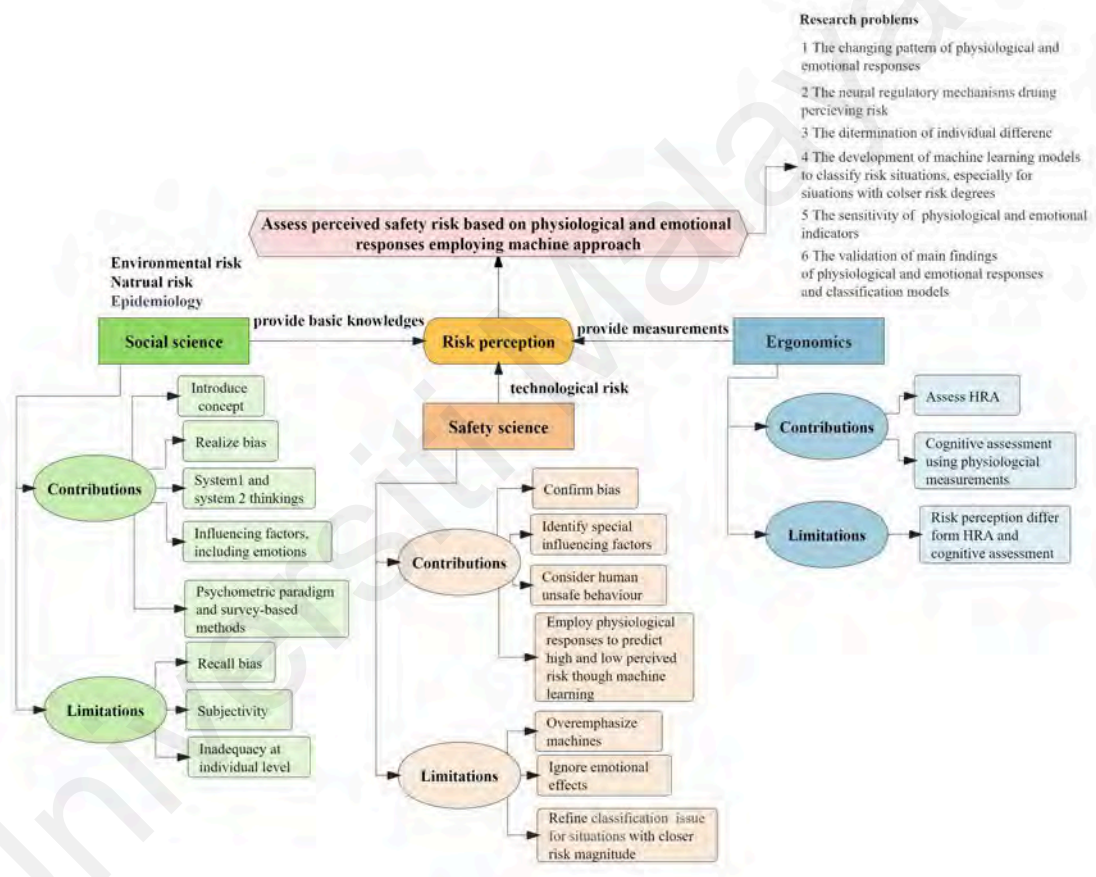 Research problems
1 The changing pattern of physiological and
emotional responses
2 The neural regulatory mechanisms druing
percieving risk
3 The ditermination of individual differenc
4 The development of machine learning models
to classify risk situations, especially for
siuations with colser risk degrees
5 The sensitivity of physiological and emotional
indicators
6 The validation of main findings
of physiological and emotional responses
and classification models
Assess perceived safety risk based on physiological and emotional
responses employing machine approach
Environmental risk
Natrual risk
Epidemiology
Social science
provide basic knowledges
Risk perception
provide measurements
Ergonomics
technological risk
Safety science
Contributions
Introduce
concept
Realize bias
System1 and
system 2 thinkings
Influencing factors,
including emotions
Psychometric paradigm
and survey-based
methods
Limitations
Recall bias
Subjectivity
Inadequacy at
individual level
Contributions
Confirm bias
Identify special
influencing factors
Consider human
unsafe behaviour
Employ physiological
responses to predict
high and low percived
risk though machine
learning
Limitations
Overemphasize
machines
Ignore emotional
effects
Refine classification issue
for situations with closer
risk magnitude
Contributions
Assess HRA
Cognitive assessment
using physiologcial
measurements
Limitations
Risk perception differ
form HRA and
cognitive assessment
Universiti Malaya